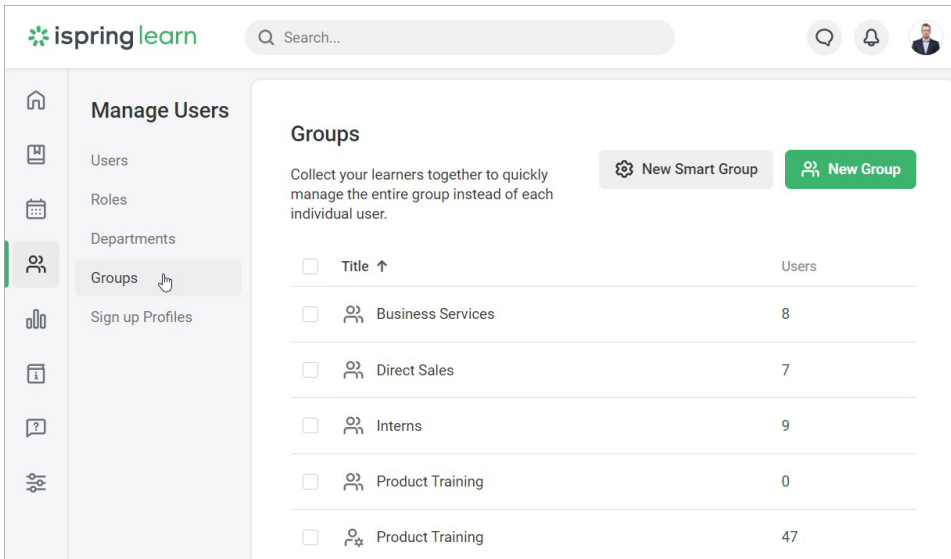 ispring learn
Search...
Manage Users
Users
Roles
Departments
Groups
Sign up Profiles
Groups
Collect your learners together to quickly
manage the entire group instead of each
individual user.
New Smart Group
New Group
Title ↑ Users
Business Services 8
Direct Sales 7
Interns 9
Product Training 0
Product Training 47